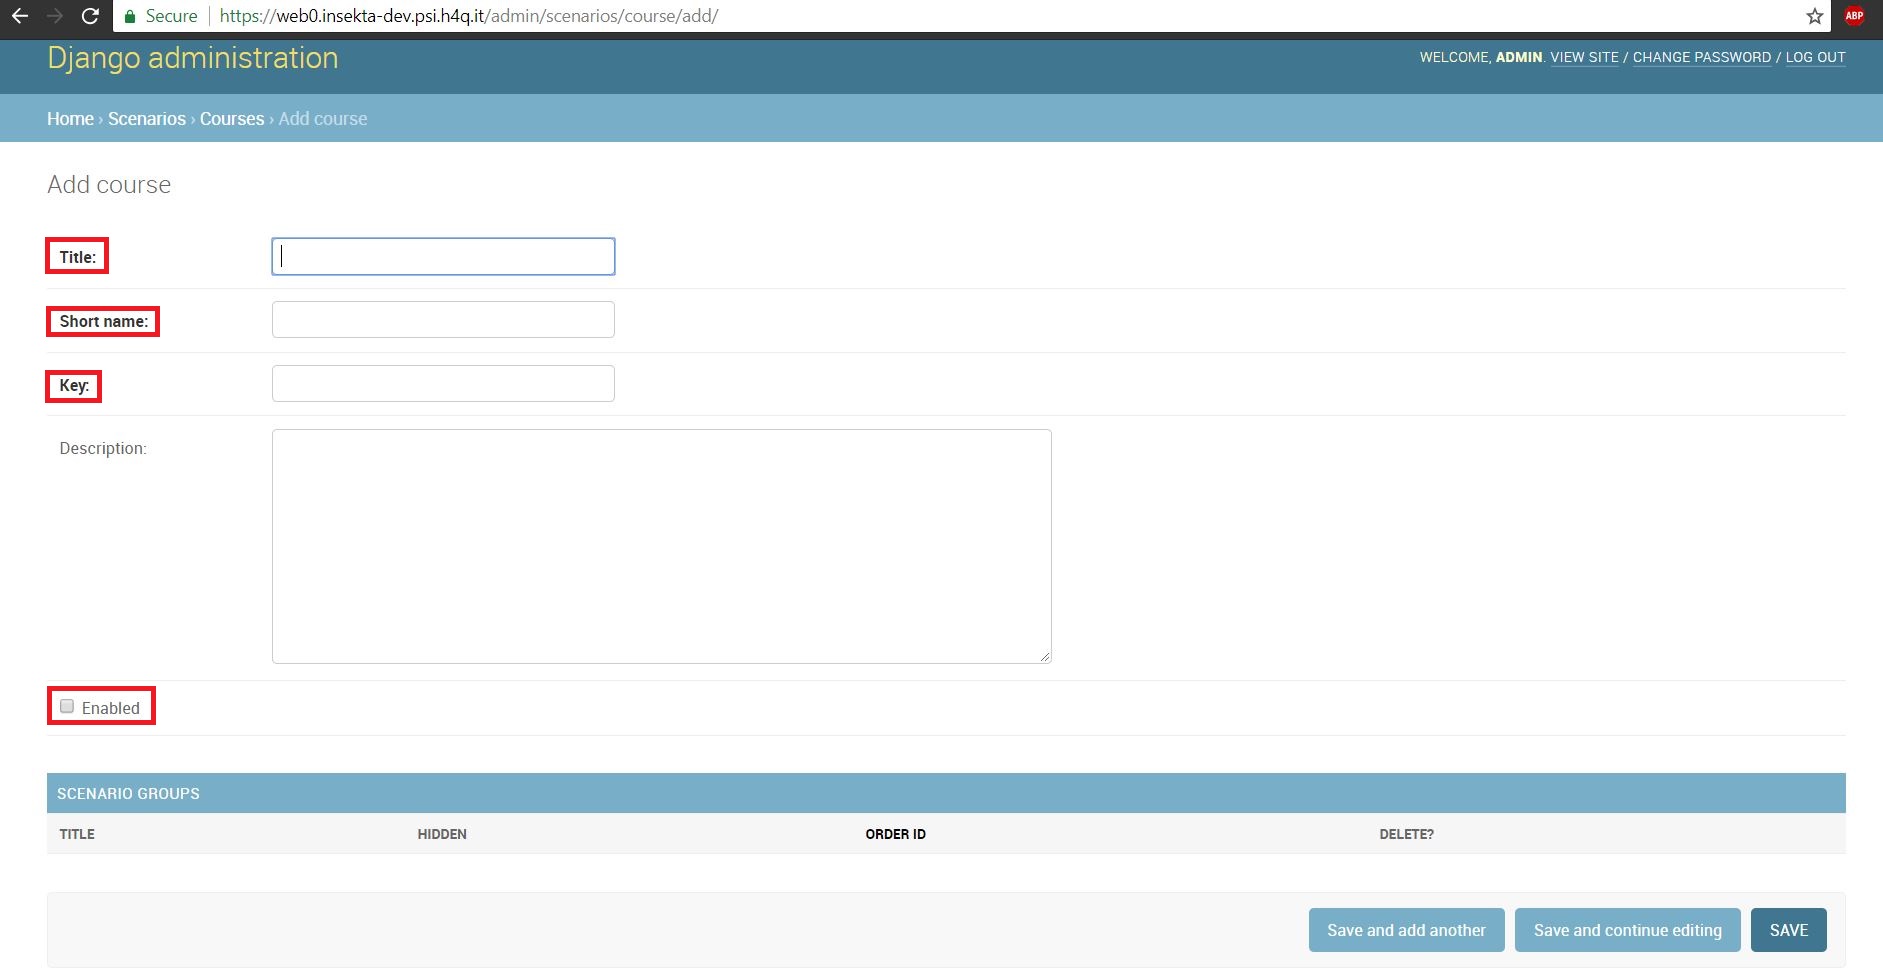 Secure https://web0.insekta-dev.psi.h4q.it/admin/scenarios/course/add/ ABP
Django administration WELCOME, ADMIN. VIEW SITE / CHANGE PASSWORD / LOG OUT
Home › Scenarios › Courses › Add course
Add course
Title:
Short name:
Key:
Description:
Enabled
SCENARIO GROUPS
TITLE HIDDEN ORDER ID DELETE?
Save and add another Save and continue editing SAVE